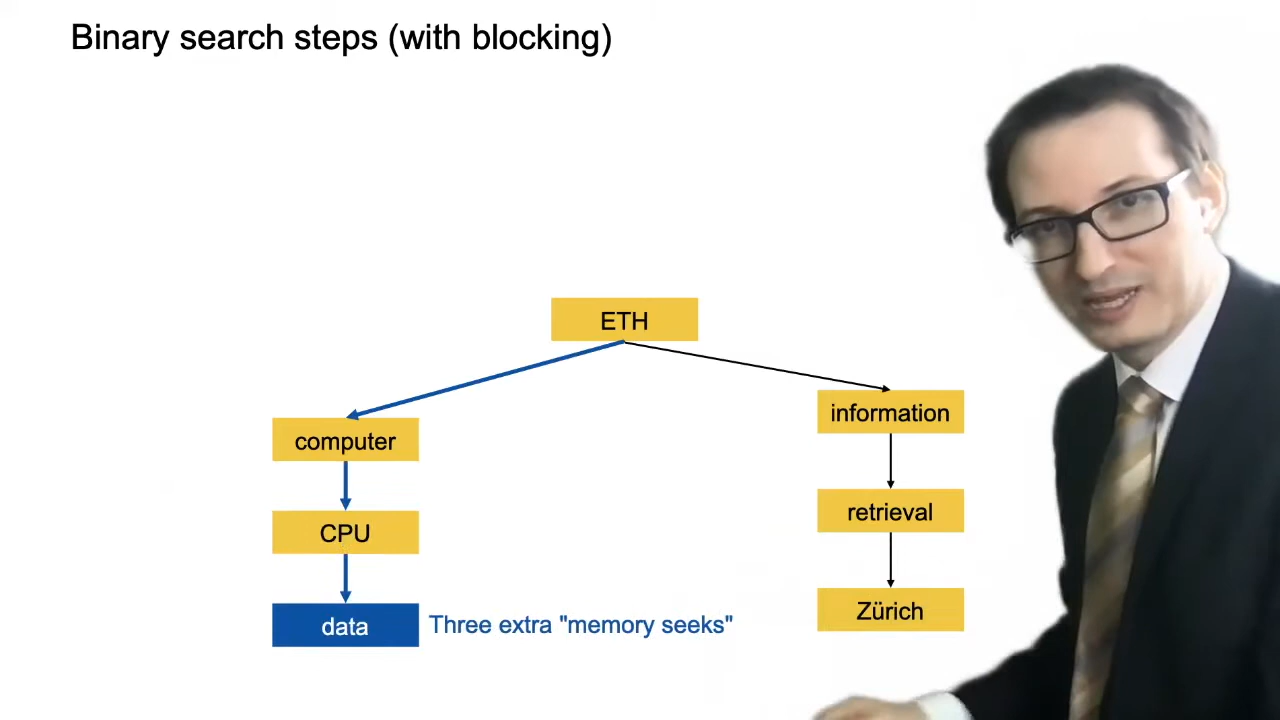 Binary search steps (with blocking)
ETH
computer
information
CPU
retrieval
data
Three extra "memory seeks"
Zürich